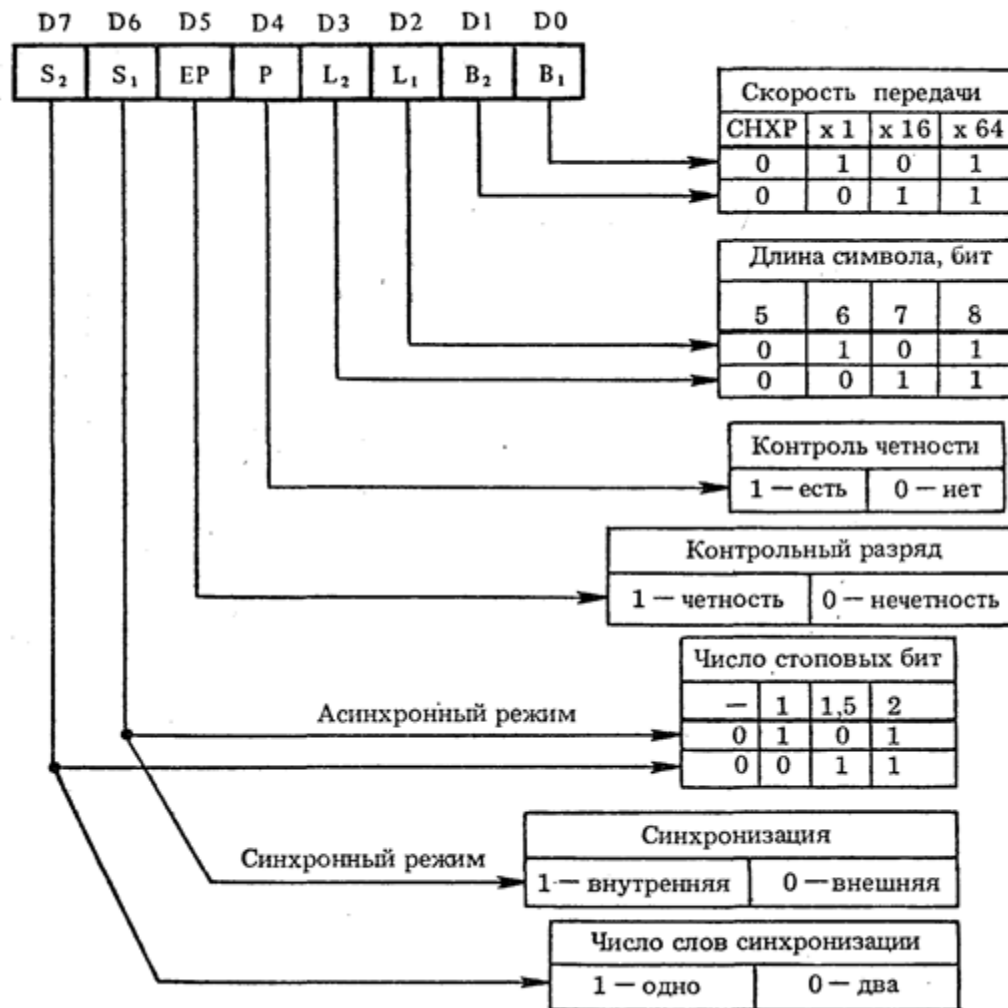 D7 D6 D5 D4 D3 D2 D1 D0
S₂ S₁ EP P L₂ L₁ B₂ B₁
Скорость передачи
СНХР х 1 х 16 х 64
0 1 0 1
0 0 1 1
Длина символа, бит
5 6 7 8
0 1 0 1
0 0 1 1
Контроль четности
1 — есть 0 — нет
Контрольный разряд
1 — четность 0 — нечетность
Число стоповых бит
— 1 1,5 2
Асинхронный режим
0 1 0 1
0 0 1 1
Синхронизация
Синхронный режим
1 — внутренняя 0 — внешняя
Число слов синхронизации
1 — одно 0 — два